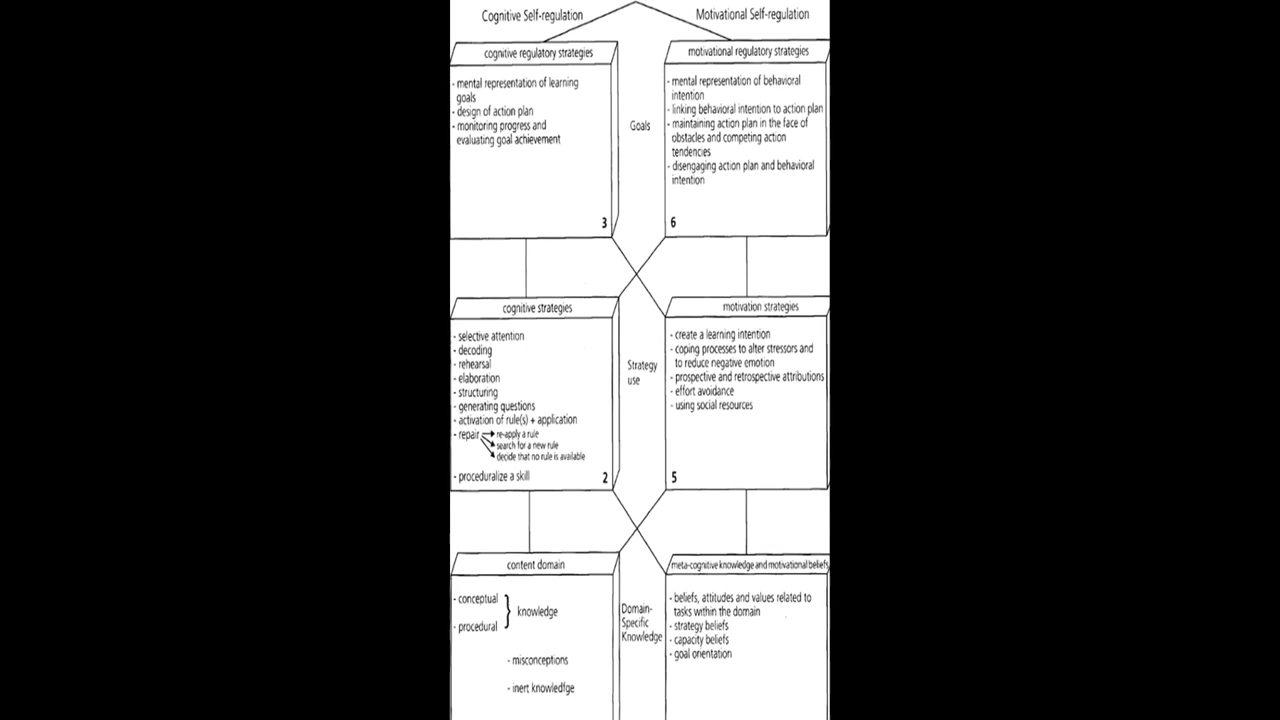 Cognitive Self-regulation
Motivational Self-regulation
cognitive regulatory strategies
- mental representation of learning
goals
- design of action plan
- monitoring progress and
evaluating goal achievement
3
Goals
motivational regulatory strategies
- mental representation of behavioral
intention
- linking behavioral intention to action plan
- maintaining action plan in the face of
obstacles and competing action
tendencies
- disengaging action plan and behavioral
intention
6
cognitive strategies
- selective attention
- decoding
- rehearsal
- elaboration
- structuring
- generating questions
- activation of rule(s) + application
- repair
re-apply a rule
search for a new rule
decide that no rule is available
- proceduralize a skill
2
Strategy
use
motivation strategies
- create a learning intention
- coping processes to alter stressors and
to reduce negative emotion
- prospective and retrospective attributions
- effort avoidance
- using social resources
5
content domain
- conceptual
- procedural
} knowledge
- misconceptions
- inert knowledfge
Domain-
Specific
Knowledge
meta-cognitive knowledge and motivational beliefs
- beliefs, attitudes and values related to
tasks within the domain
- strategy beliefs
- capacity beliefs
- goal orientation